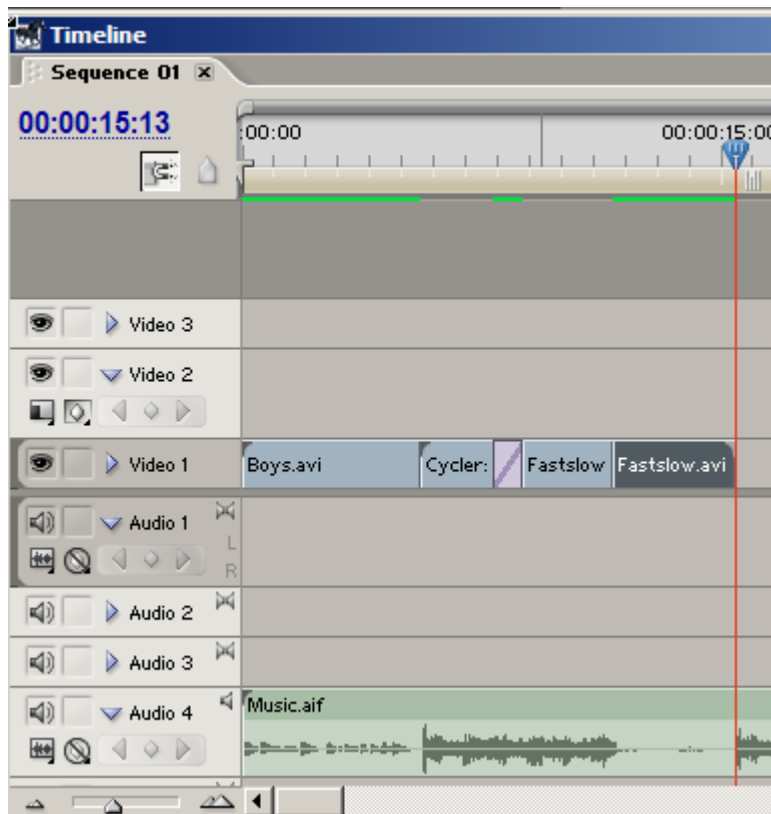 Timeline
Sequence 01
00:00:15:13
:00:00 00:00:15:00
Video 3
Video 2
Video 1 Boys.avi Cycler: Fastslow Fastslow.avi
Audio 1
L
R
Audio 2
Audio 3
Audio 4 Music.aif